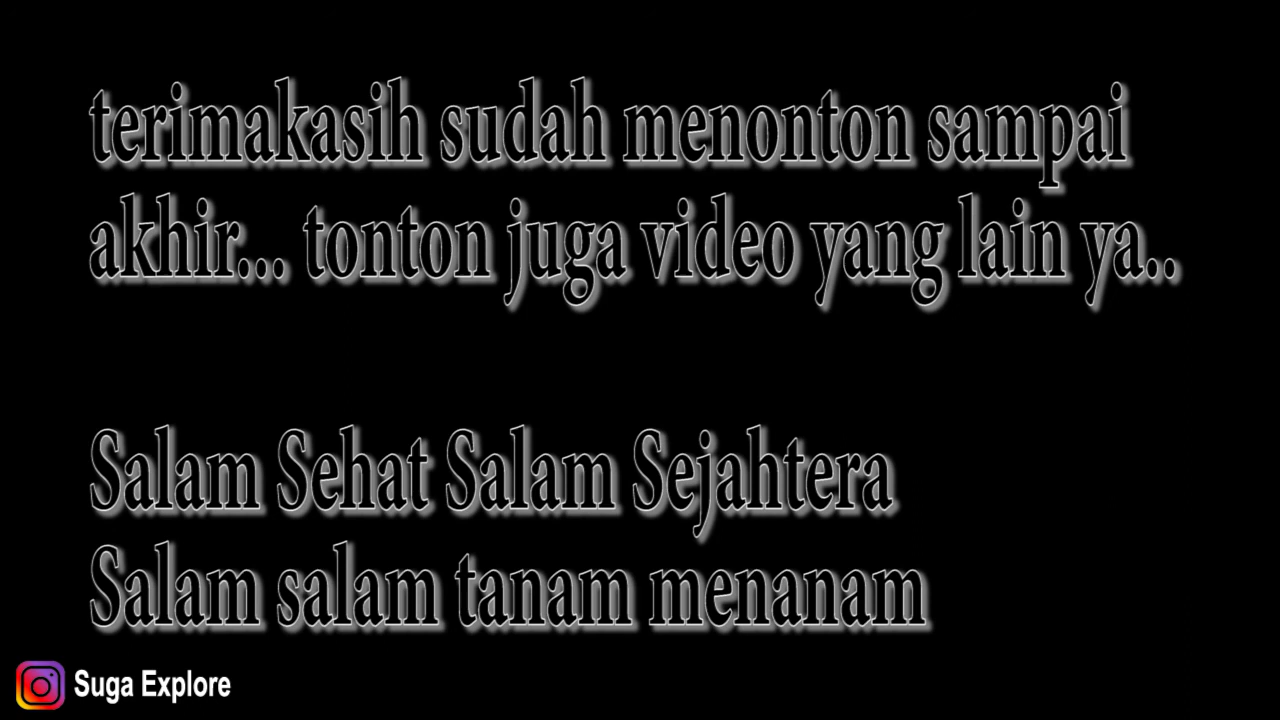 terimakasih sudah menonton sampai
akhir... tonton juga video yang lain ya..
Salam Sehat Salam Sejahtera
Salam salam tanam menanam
Suga Explore